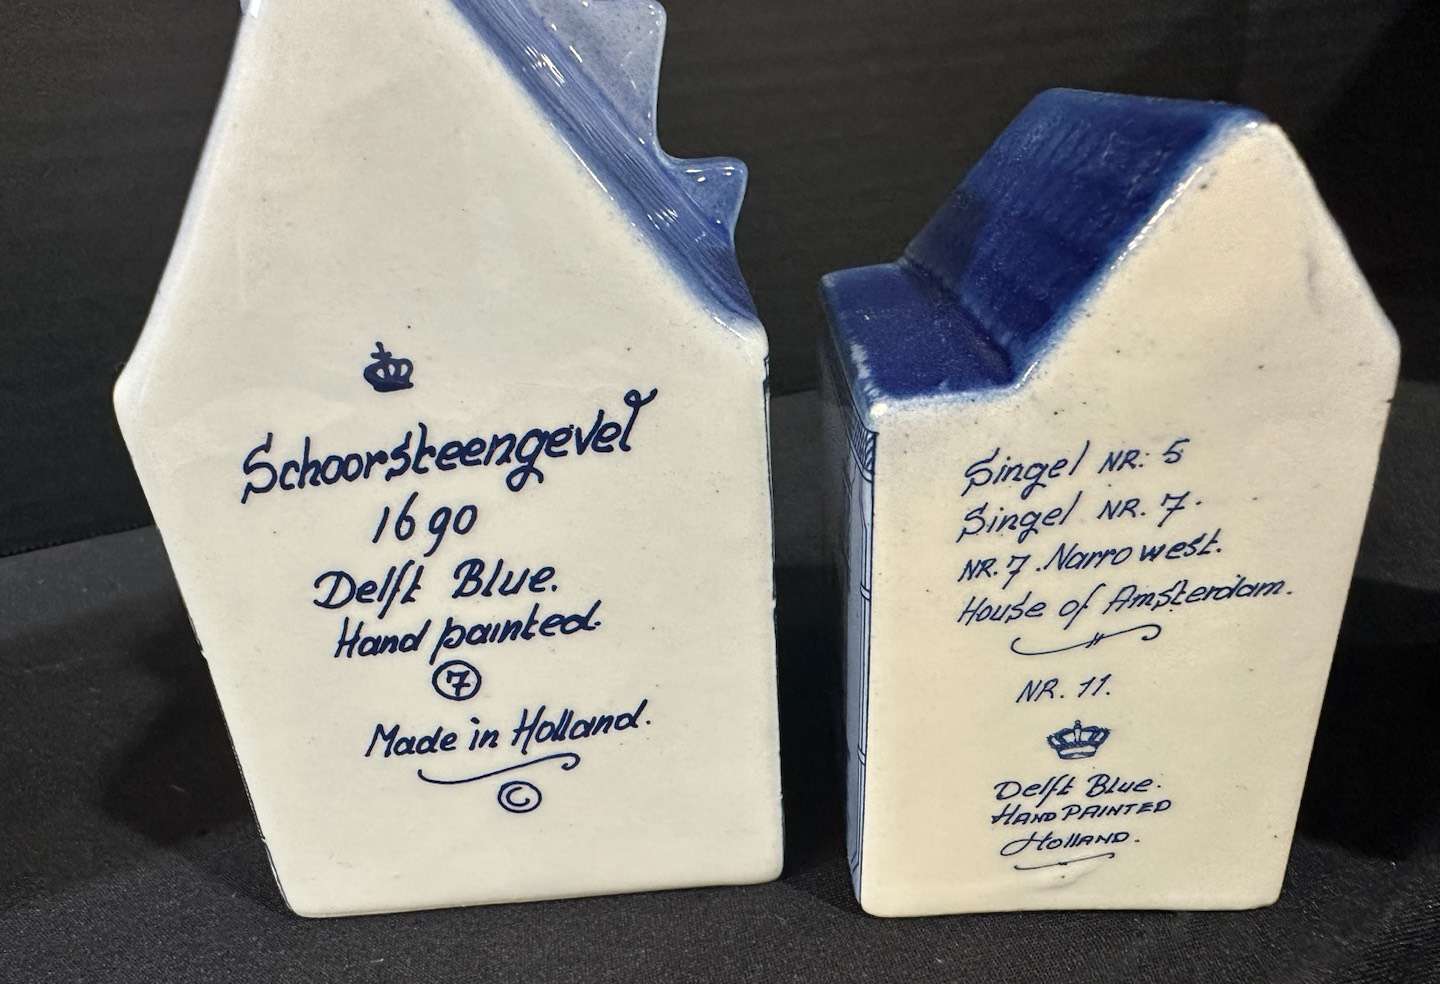 Schoorsteengevel
1690
Delft Blue.
Hand painted.
7
Made in Holland.
©
Singel NR: 5
Singel NR. 7.
NR. 7. Narrowest.
House of Amsterdam.
NR. 11.
Delft Blue.
HAND PAINTED
HOLLAND.